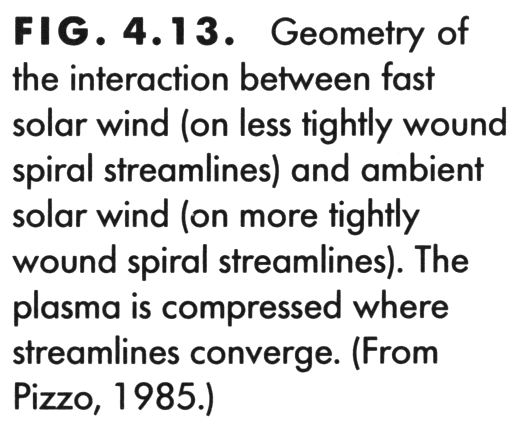 FIG. 4.13. Geometry of
the interaction between fast
solar wind (on less tightly wound
spiral streamlines) and ambient
solar wind (on more tightly
wound spiral streamlines). The
plasma is compressed where
streamlines converge. (From
Pizzo, 1985.)